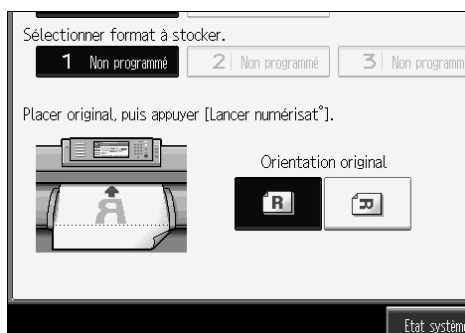 Sélectionner format à stocker.
1 Non programmé 2 Non programmé 3 Non programm
Placer original, puis appuyer [Lancer numérisat°].
Orientation original
R R
R
Etat systèm